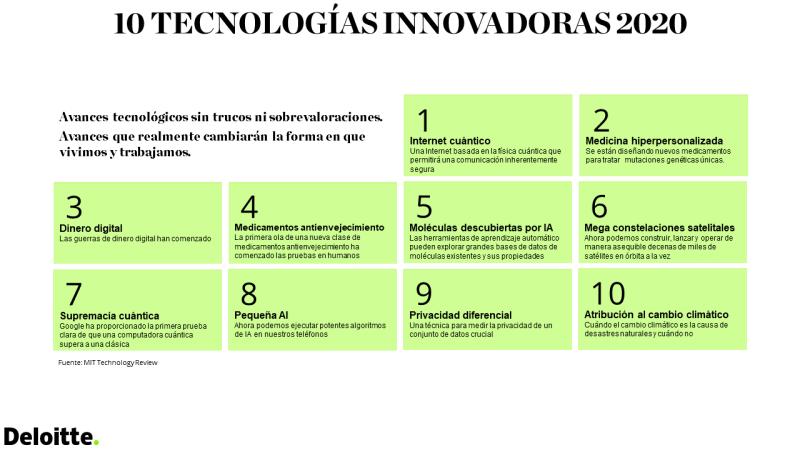 10 TECNOLOGÍAS INNOVADORAS 2020
Avances tecnológicos sin trucos ni sobrevaloraciones.
Avances que realmente cambiarán la forma en que
vivimos y trabajamos.
1
Internet cuántico
Una Internet basada en la física cuántica que
permitirá una comunicación inherentemente
segura
2
Medicina hiperpersonalizada
Se están diseñando nuevos medicamentos
para tratar mutaciones genéticas únicas.
3
Dinero digital
Las guerras de dinero digital han comenzado
4
Medicamentos antienvejecimiento
La primera ola de una nueva clase de
medicamentos antienvejecimiento ha
comenzado las pruebas en humanos
5
Moléculas descubiertas por IA
Las herramientas de aprendizaje automático
pueden explorar grandes bases de datos de
moléculas existentes y sus propiedades
6
Mega constelaciones satelitales
Ahora podemos construir, lanzar y operar de
manera asequible decenas de miles de
satélites en órbita a la vez
7
Supremacía cuántica
Google ha proporcionado la primera prueba
clara de que una computadora cuántica
supera a una clásica
8
Pequeña AI
Ahora podemos ejecutar potentes algoritmos
de IA en nuestros teléfonos
9
Privacidad diferencial
Una técnica para medir la privacidad de un
conjunto de datos crucial
10
Atribución al cambio climático
Cuándo el cambio climático es la causa de
desastres naturales y cuándo no
Fuente: MIT Technology Review
Deloitte.